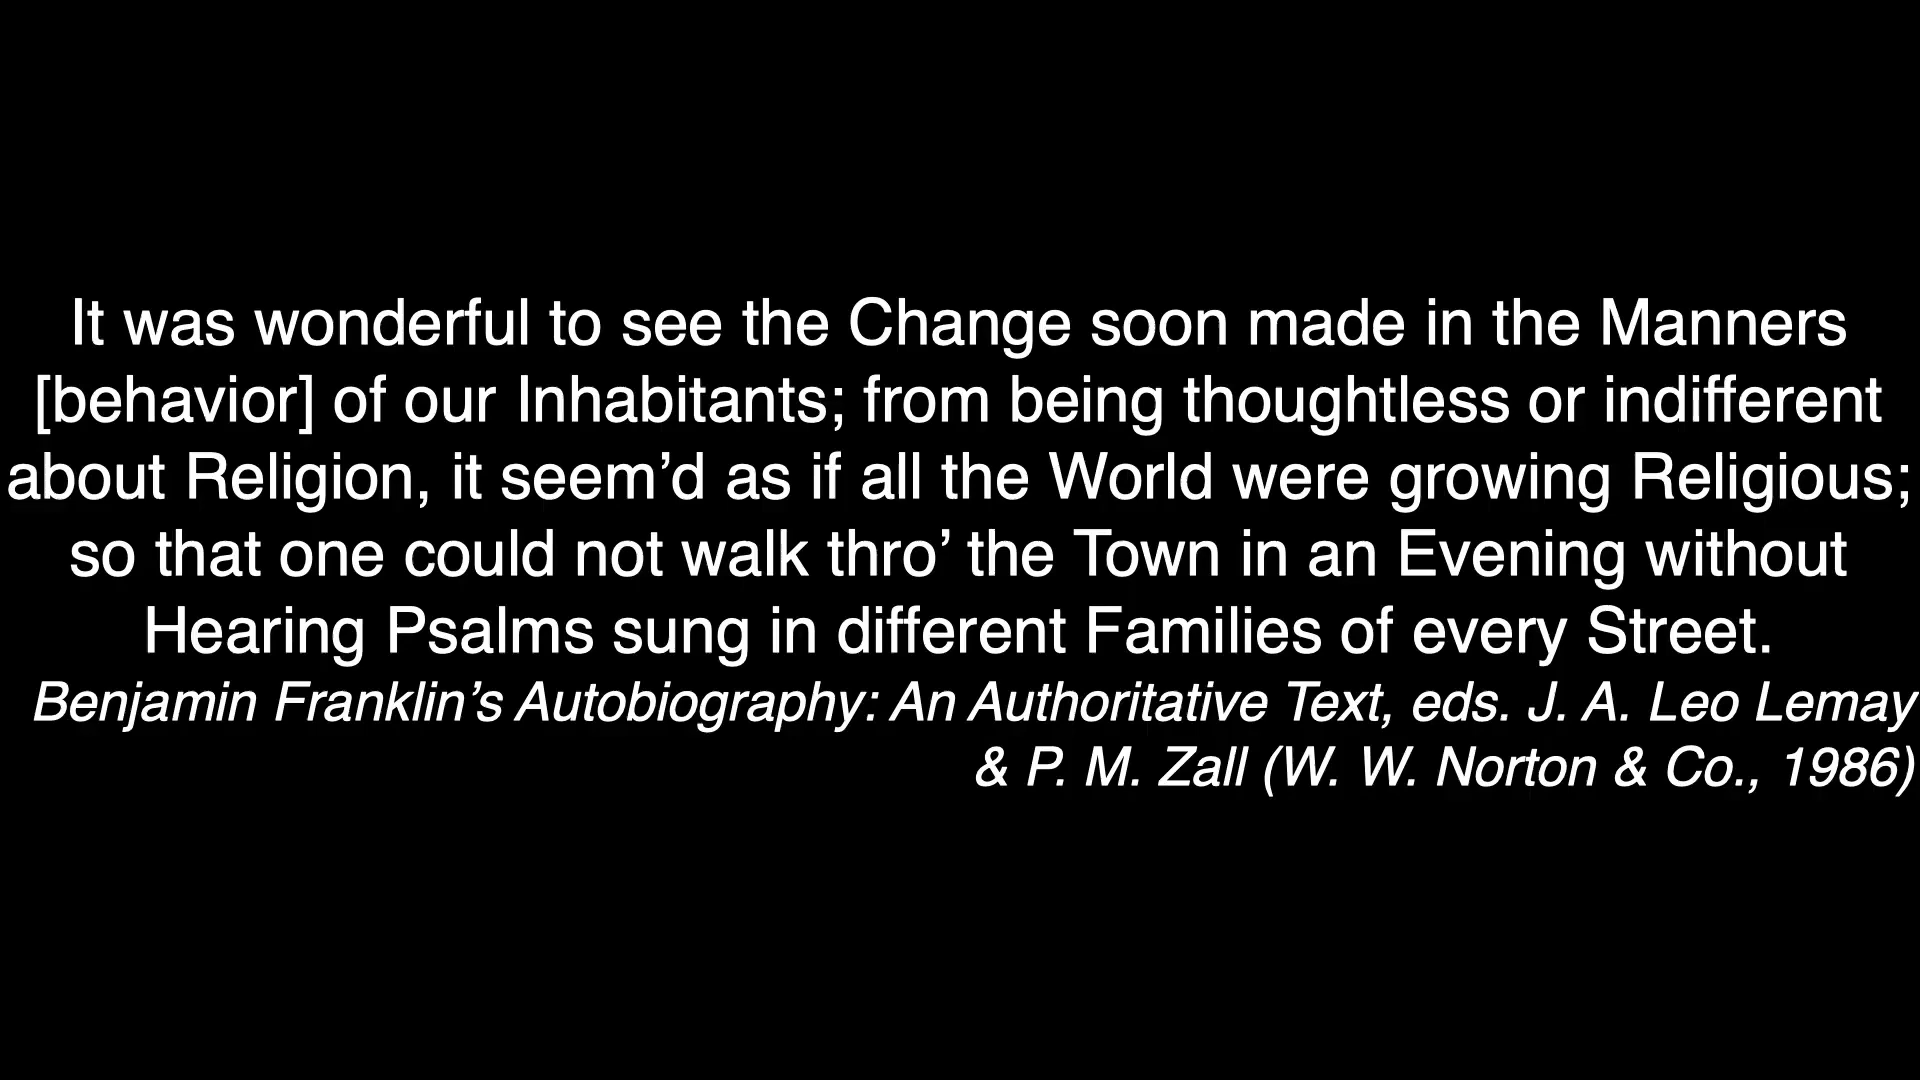 It was wonderful to see the Change soon made in the Manners
[behavior] of our Inhabitants; from being thoughtless or indifferent
about Religion, it seem’d as if all the World were growing Religious;
so that one could not walk thro’ the Town in an Evening without
Hearing Psalms sung in different Families of every Street.
Benjamin Franklin’s Autobiography: An Authoritative Text, eds. J. A. Leo Lemay
& P. M. Zall (W. W. Norton & Co., 1986)